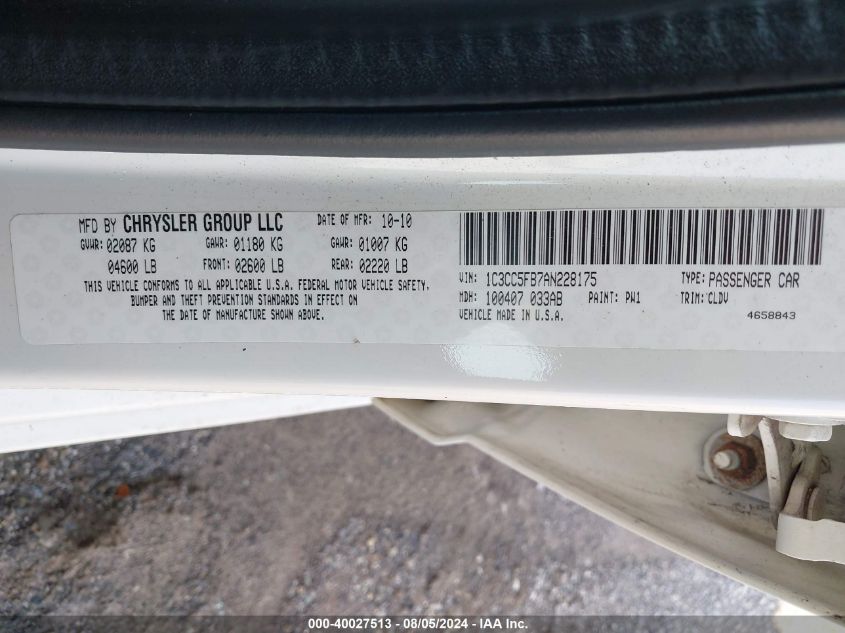 MFD BY CHRYSLER GROUP LLC DATE OF MFR: 10-10
GVWR: 02087 KG GAWR: 01180 KG GAWR: 01007 KG
04600 LB FRONT: 02600 LB REAR: 02220 LB
THIS VEHICLE CONFORMS TO ALL APPLICABLE U.S.A. FEDERAL MOTOR VEHICLE SAFETY,
BUMPER AND THEFT PREVENTION STANDARDS IN EFFECT ON
THE DATE OF MANUFACTURE SHOWN ABOVE.
VIN: 1C3CC5FB7AN228175 TYPE: PASSENGER CAR
MDH: 100407 033AB PAINT: PW1 TRIM: CLDV
VEHICLE MADE IN U.S.A. 4658843
000-40027513 - 08/05/2024 - IAA Inc.